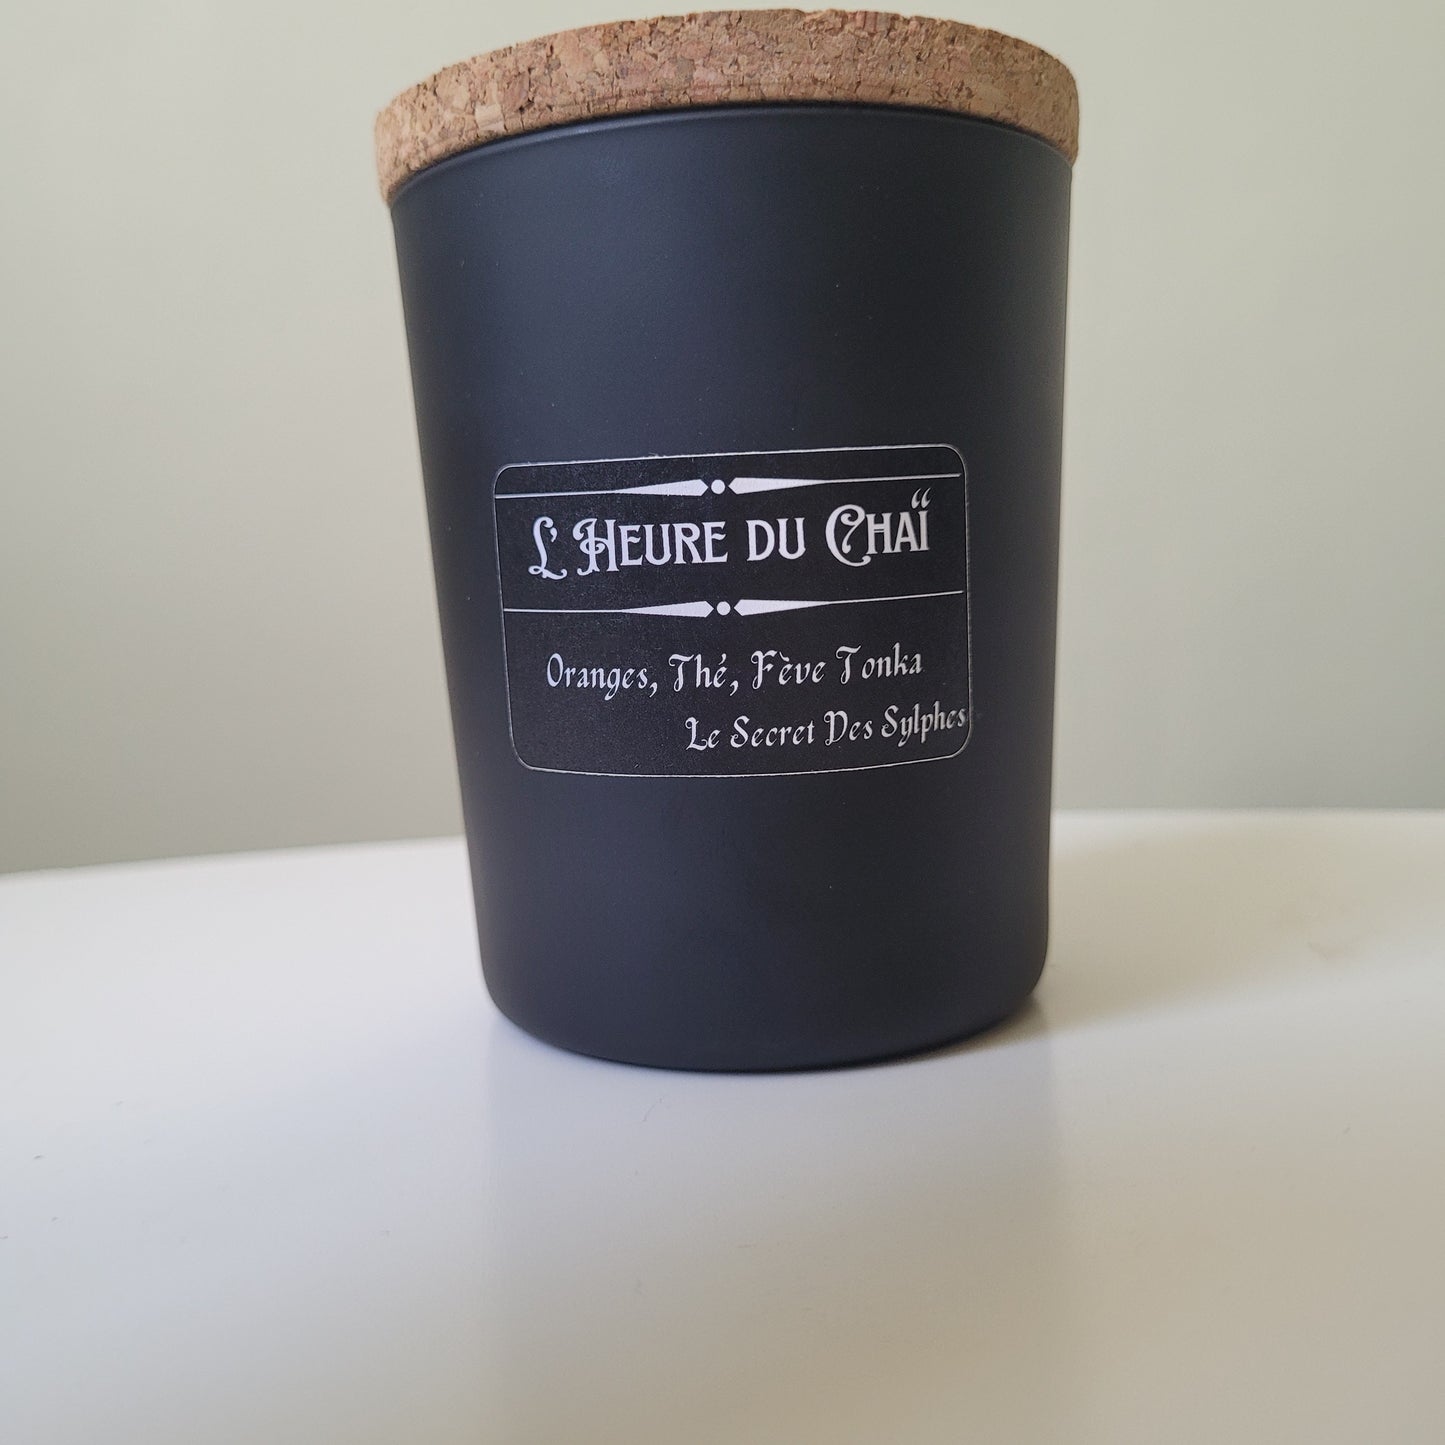 L'Heure du Chaï
Oranges, Thé, Fève Tonka
Le Secret Des Sylphes